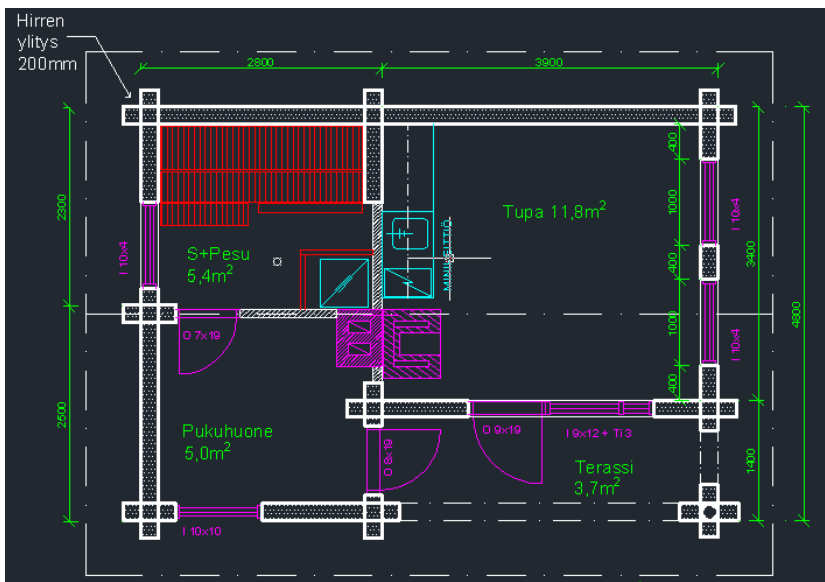 Hirren
ylitys
200mm
2800
3900
400
Tupa 11,8m²
1000
I 10x4
2300
3400
S+Pesu
5,4m²
I 10x4
MINIKEITTIÖ
400
4800
O 7x19
1000
I 10x4
400
2500
Pukuhuone
5,0m²
O 8x19
O 9x19
I 9x12 + Ti 3
1400
Terassi
3,7m²
I 10x10